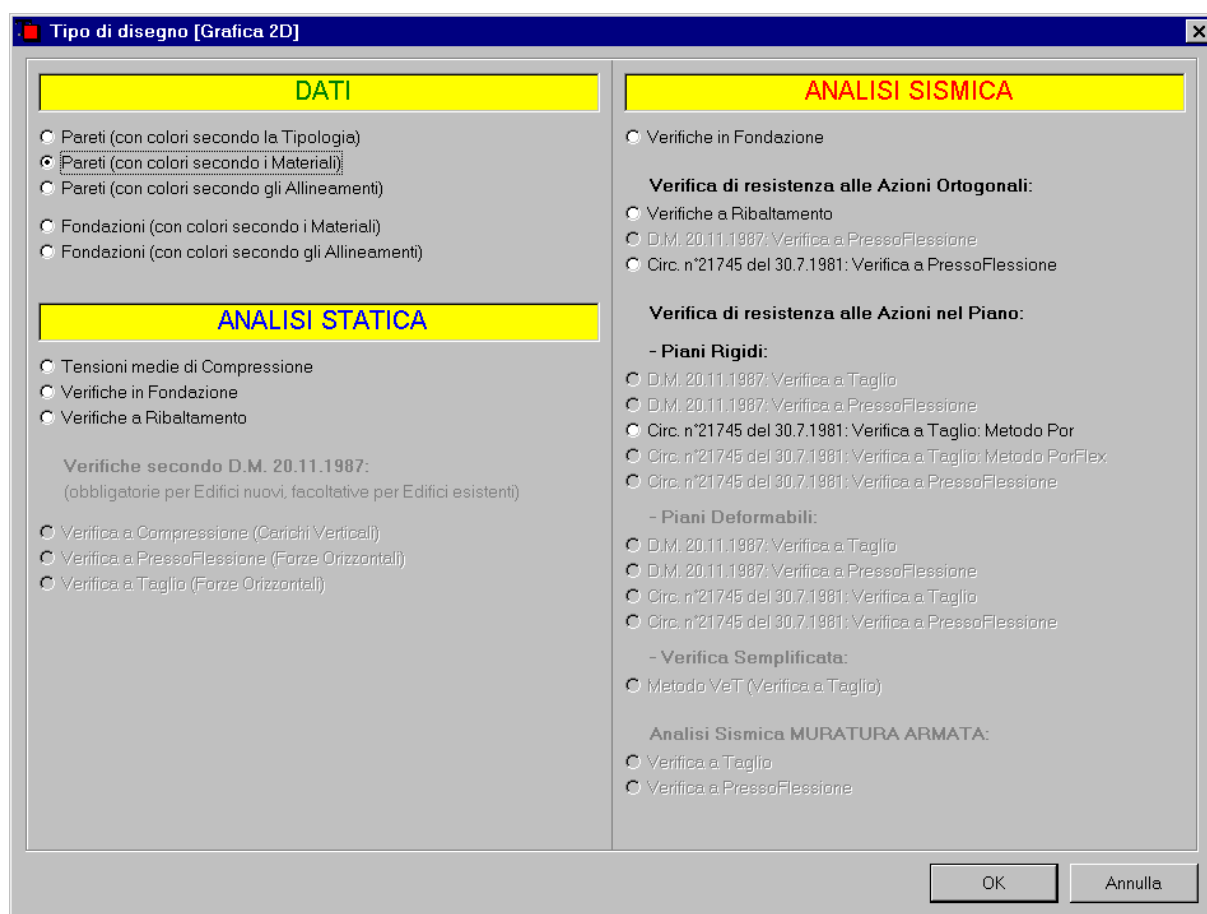 Tipo di disegno [Grafica 2D]
DATI
Pareti (con colori secondo la Tipologia)
Pareti (con colori secondo i Materiali)
Pareti (con colori secondo gli Allineamenti)
Fondazioni (con colori secondo i Materiali)
Fondazioni (con colori secondo gli Allineamenti)
ANALISI STATICA
Tensioni medie di Compressione
Verifiche in Fondazione
Verifiche a Ribaltamento
Verifiche secondo D.M. 20.11.1987:
(obbligatorie per Edifici nuovi, facoltative per Edifici esistenti)
Verifica a Compressione (Carichi Verticali)
Verifica a PressoFlessione (Forze Orizzontali)
Verifica a Taglio (Forze Orizzontali)
ANALISI SISMICA
Verifiche in Fondazione
Verifica di resistenza alle Azioni Ortogonali:
Verifiche a Ribaltamento
D.M. 20.11.1987: Verifica a PressoFlessione
Circ. n°21745 del 30.7.1981: Verifica a PressoFlessione
Verifica di resistenza alle Azioni nel Piano:
- Piani Rigidi:
D.M. 20.11.1987: Verifica a Taglio
D.M. 20.11.1987: Verifica a PressoFlessione
Circ. n°21745 del 30.7.1981: Verifica a Taglio: Metodo Por
Circ. n°21745 del 30.7.1981: Verifica a Taglio: Metodo PorFlex
Circ. n°21745 del 30.7.1981: Verifica a PressoFlessione
- Piani Deformabili:
D.M. 20.11.1987: Verifica a Taglio
D.M. 20.11.1987: Verifica a PressoFlessione
Circ. n°21745 del 30.7.1981: Verifica a Taglio
Circ. n°21745 del 30.7.1981: Verifica a PressoFlessione
- Verifica Semplificata:
Metodo VeT (Verifica a Taglio)
Analisi Sismica MURATURA ARMATA:
Verifica a Taglio
Verifica a PressoFlessione
OK
Annulla